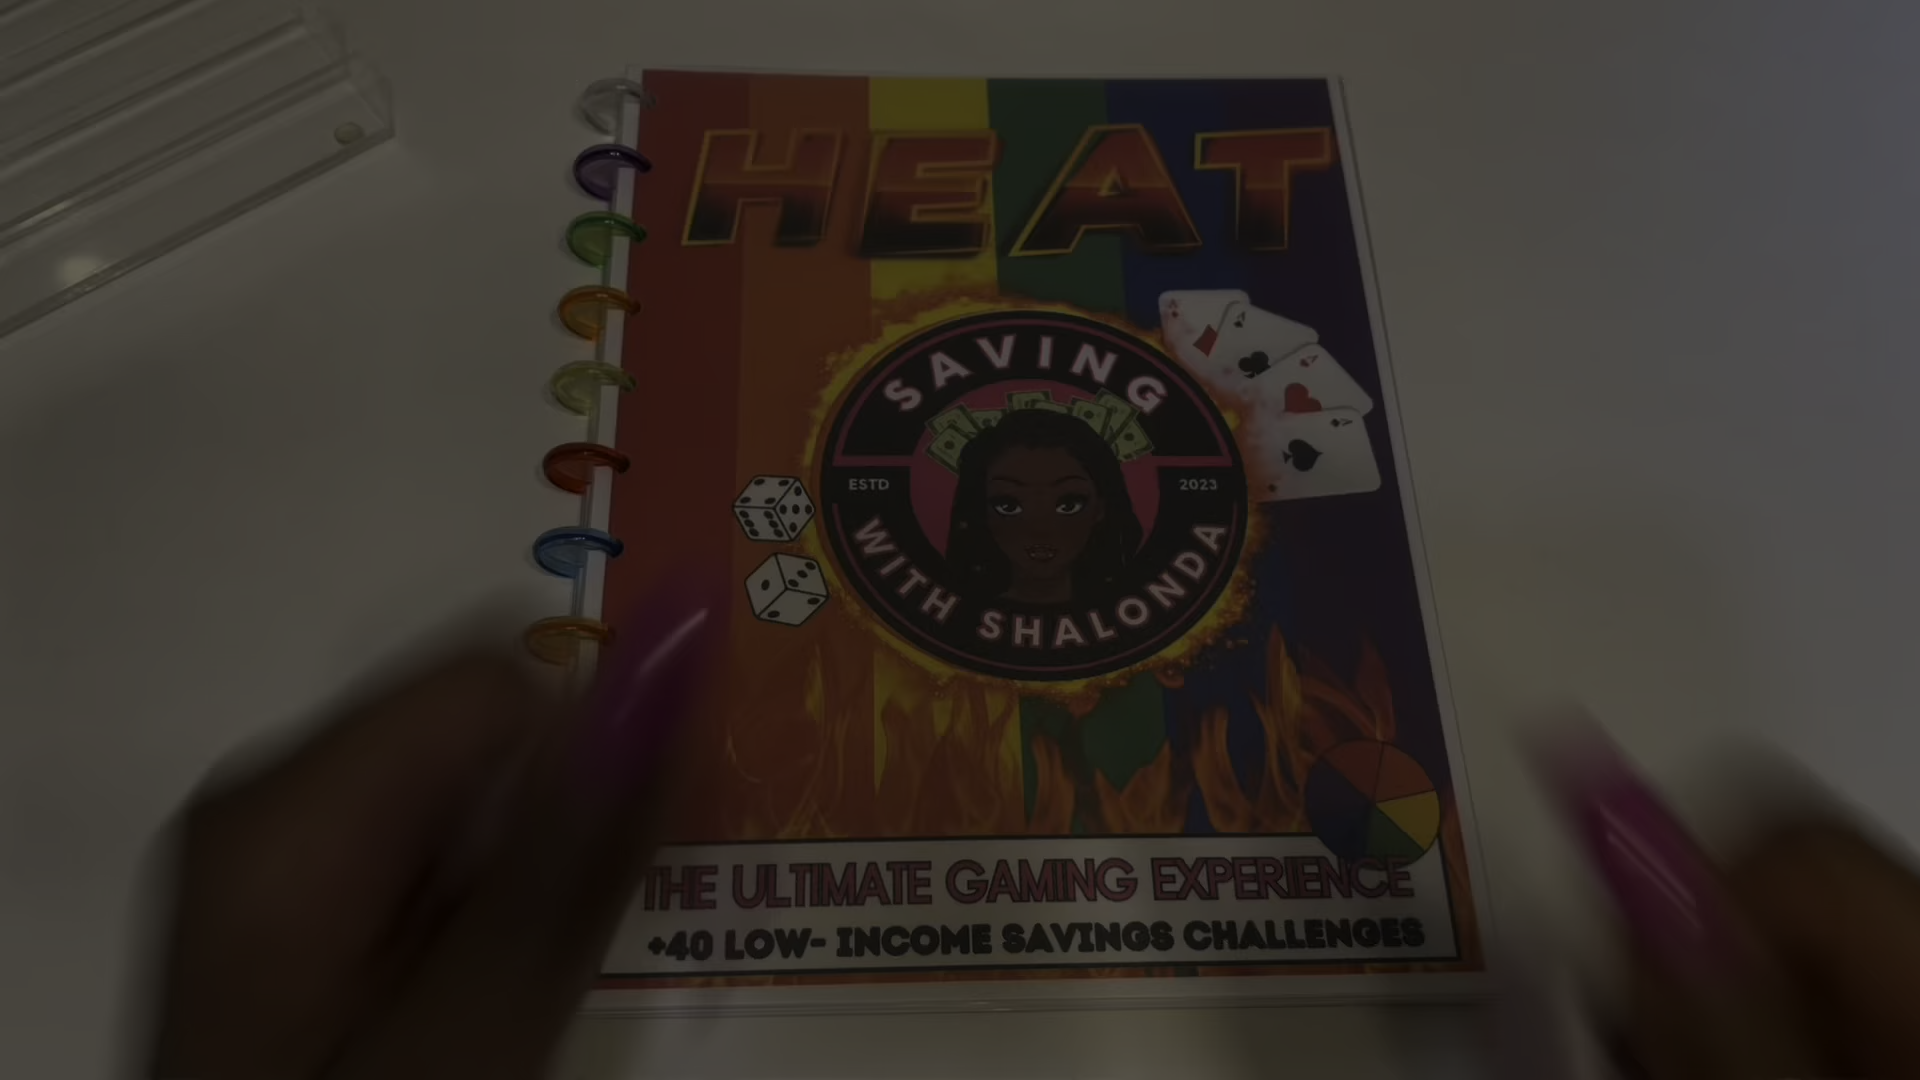 HEAT
SAVING
ESTD 2023
WITH SHALONDA
THE ULTIMATE GAMING EXPERIENCE
+40 LOW- INCOME SAVINGS CHALLENGES